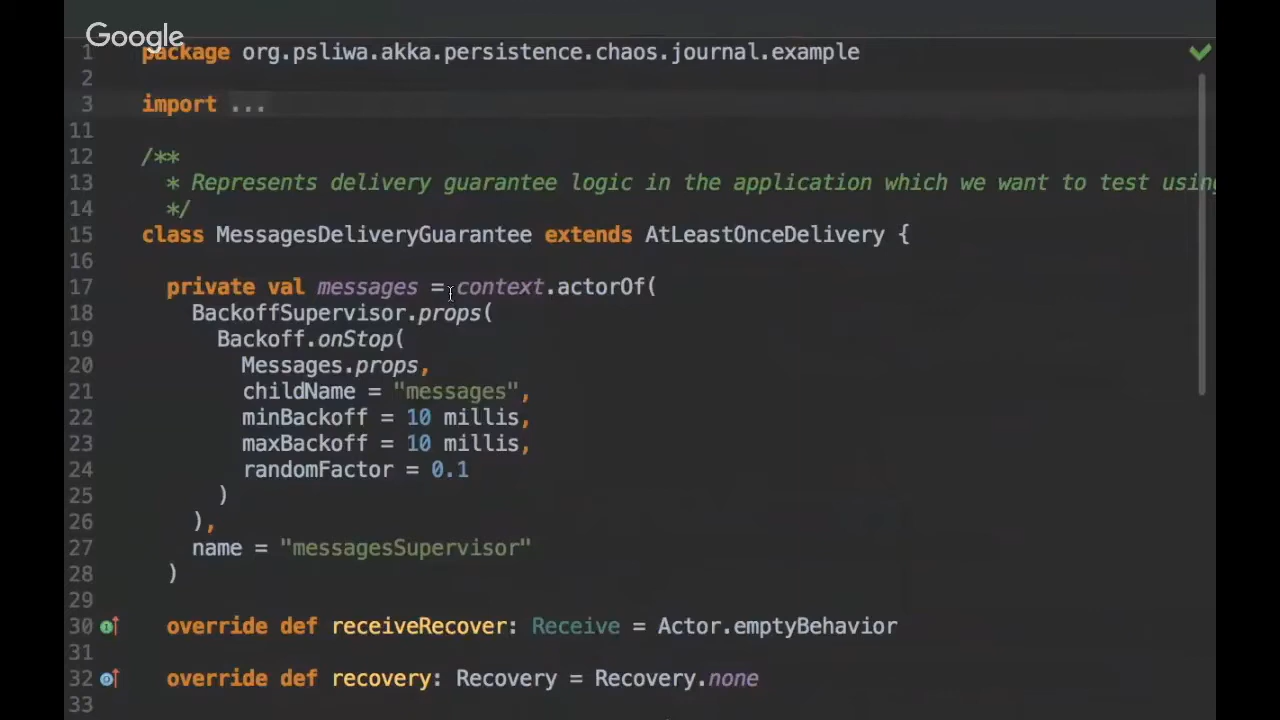 Google
1 package org.psliwa.akka.persistence.chaos.journal.example
2
3 import ...
11
12 /**
13 * Represents delivery guarantee logic in the application which we want to test using
14 */
15 class MessagesDeliveryGuarantee extends AtLeastOnceDelivery {
16
17 private val messages = context.actorOf(
18 BackoffSupervisor.props(
19 Backoff.onStop(
20 Messages.props,
21 childName = "messages",
22 minBackoff = 10 millis,
23 maxBackoff = 10 millis,
24 randomFactor = 0.1
25 )
26 ),
27 name = "messagesSupervisor"
28 )
29
30 override def receiveRecover: Receive = Actor.emptyBehavior
31
32 override def recovery: Recovery = Recovery.none
33